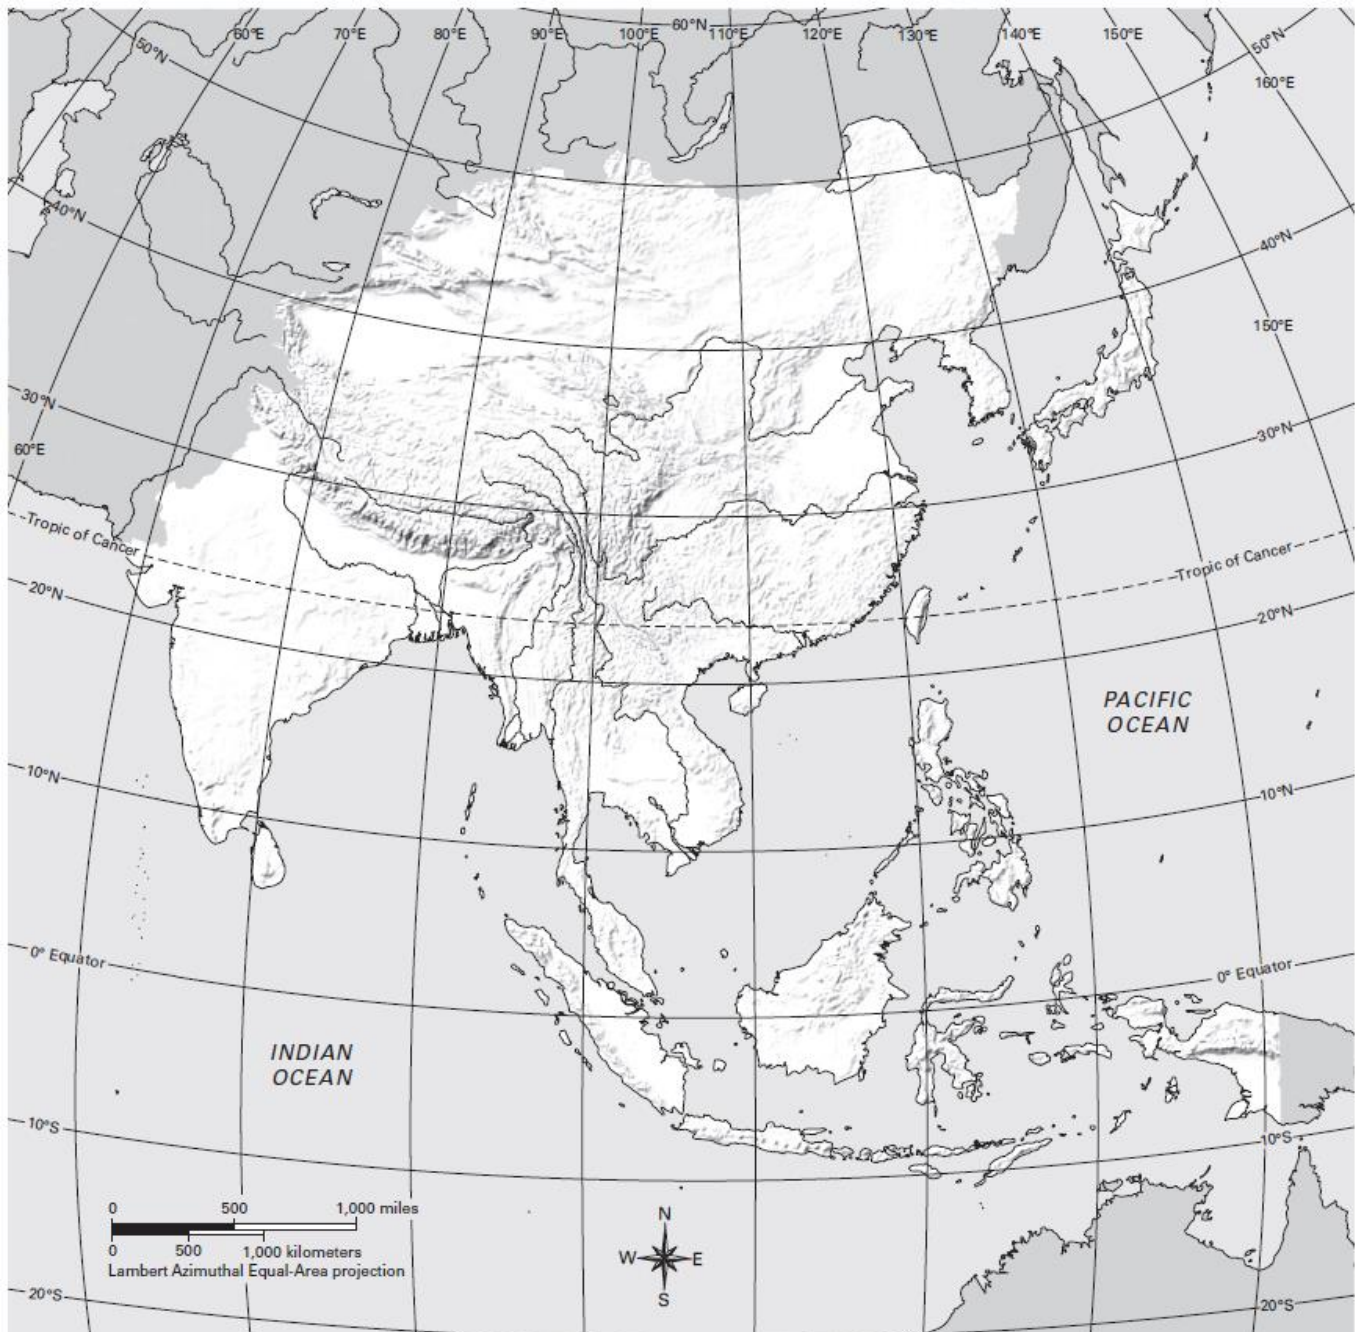 60°N
50°N
60°E
70°E
80°E
90°E
100°E
110°E
120°E
130°E
140°E
150°E
50°N
160°E
40°N
40°N
150°E
30°N
30°N
60°E
Tropic of Cancer
Tropic of Cancer
20°N
20°N
PACIFIC
OCEAN
10°N
10°N
0° Equator
0° Equator
INDIAN
OCEAN
10°S
10°S
0 500 1,000 miles
0 500 1,000 kilometers
Lambert Azimuthal Equal-Area projection
N
W E
S
20°S
20°S